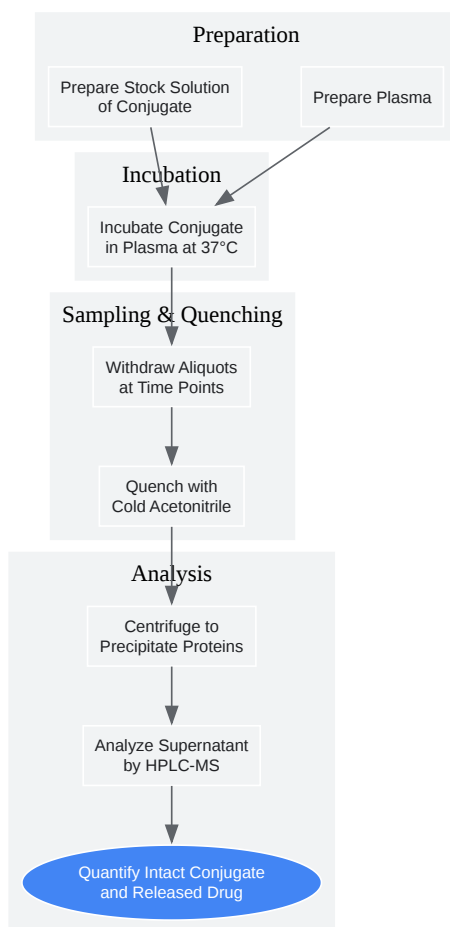 Preparation
Prepare Stock Solution
of Conjugate
Prepare Plasma
Incubation
Incubate Conjugate
in Plasma at 37°C
Sampling & Quenching
Withdraw Aliquots
at Time Points
Quench with
Cold Acetonitrile
Analysis
Centrifuge to
Precipitate Proteins
Analyze Supernatant
by HPLC-MS
Quantify Intact Conjugate
and Released Drug